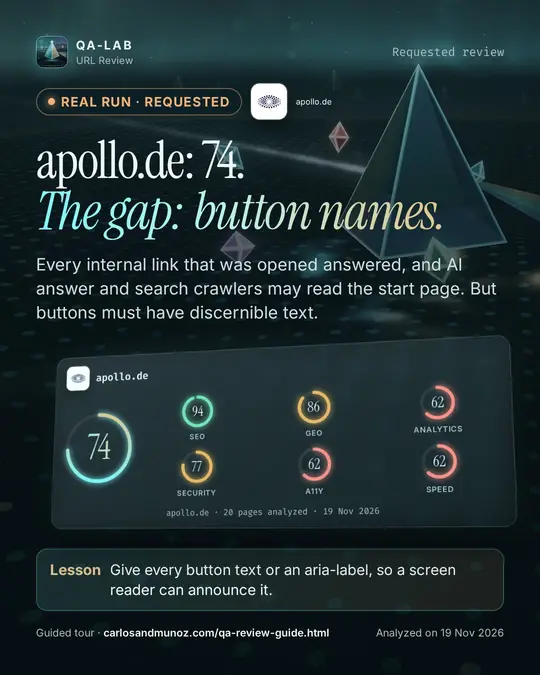 QA-LAB
URL Review
Requested review
REAL RUN · REQUESTED
apollo.de
apollo.de: 74.
The gap: button names.
Every internal link that was opened answered, and AI
answer and search crawlers may read the start page. But
buttons must have discernible text.
apollo.de
74
94
SEO
86
GEO
62
ANALYTICS
77
SECURITY
62
A11Y
62
SPEED
apollo.de · 20 pages analyzed · 19 Nov 2026
Lesson
Give every button text or an aria-label, so a screen
reader can announce it.
Guided tour · carlosandmunoz.com/qa-review-guide.html
Analyzed on 19 Nov 2026